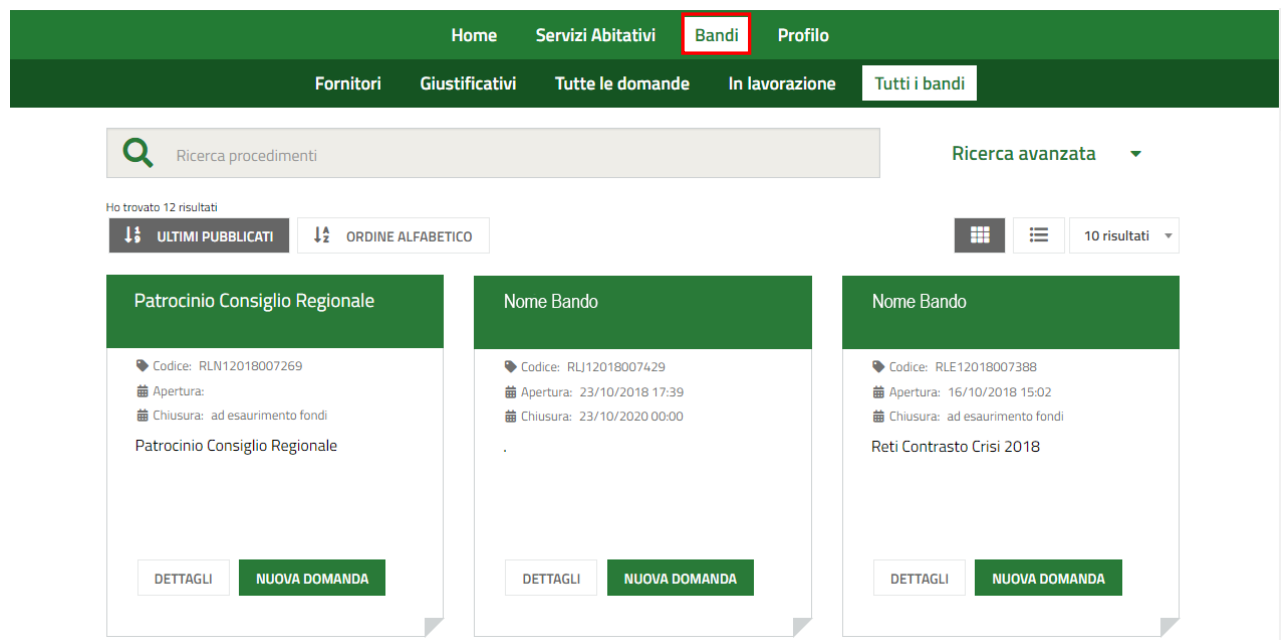 Home Servizi Abitativi Bandi Profilo
Fornitori Giustificativi Tutte le domande In lavorazione Tutti i bandi
Ricerca procedimenti Ricerca avanzata
Ho trovato 12 risultati
ULTIMI PUBBLICATI ORDINE ALFABETICO 10 risultati
Patrocinio Consiglio Regionale
Codice: RLN12018007269
Apertura:
Chiusura: ad esaurimento fondi
Patrocinio Consiglio Regionale
DETTAGLI NUOVA DOMANDA
Nome Bando
Codice: RLJ12018007429
Apertura: 23/10/2018 17:39
Chiusura: 23/10/2020 00:00
.
DETTAGLI NUOVA DOMANDA
Nome Bando
Codice: RLE12018007388
Apertura: 16/10/2018 15:02
Chiusura: ad esaurimento fondi
Reti Contrasto Crisi 2018
DETTAGLI NUOVA DOMANDA